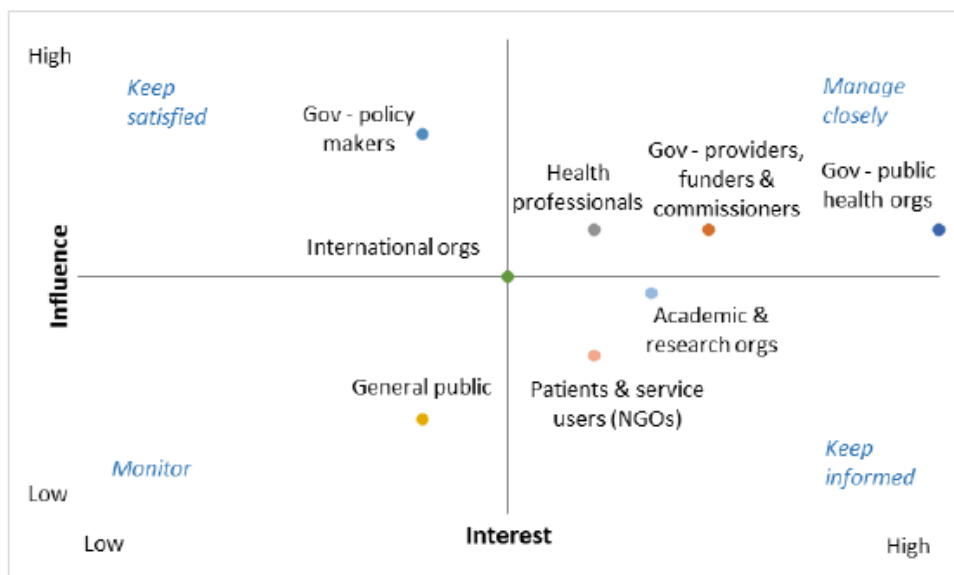 High
Keep
satisfied
Gov - policy
makers
Manage
closely
Health
professionals
Gov - providers,
funders &
commissioners
Gov - public
health orgs
International orgs
Influence
Academic &
research orgs
General public
Patients & service
users (NGOs)
Monitor
Keep
informed
Low
Low
Interest
High